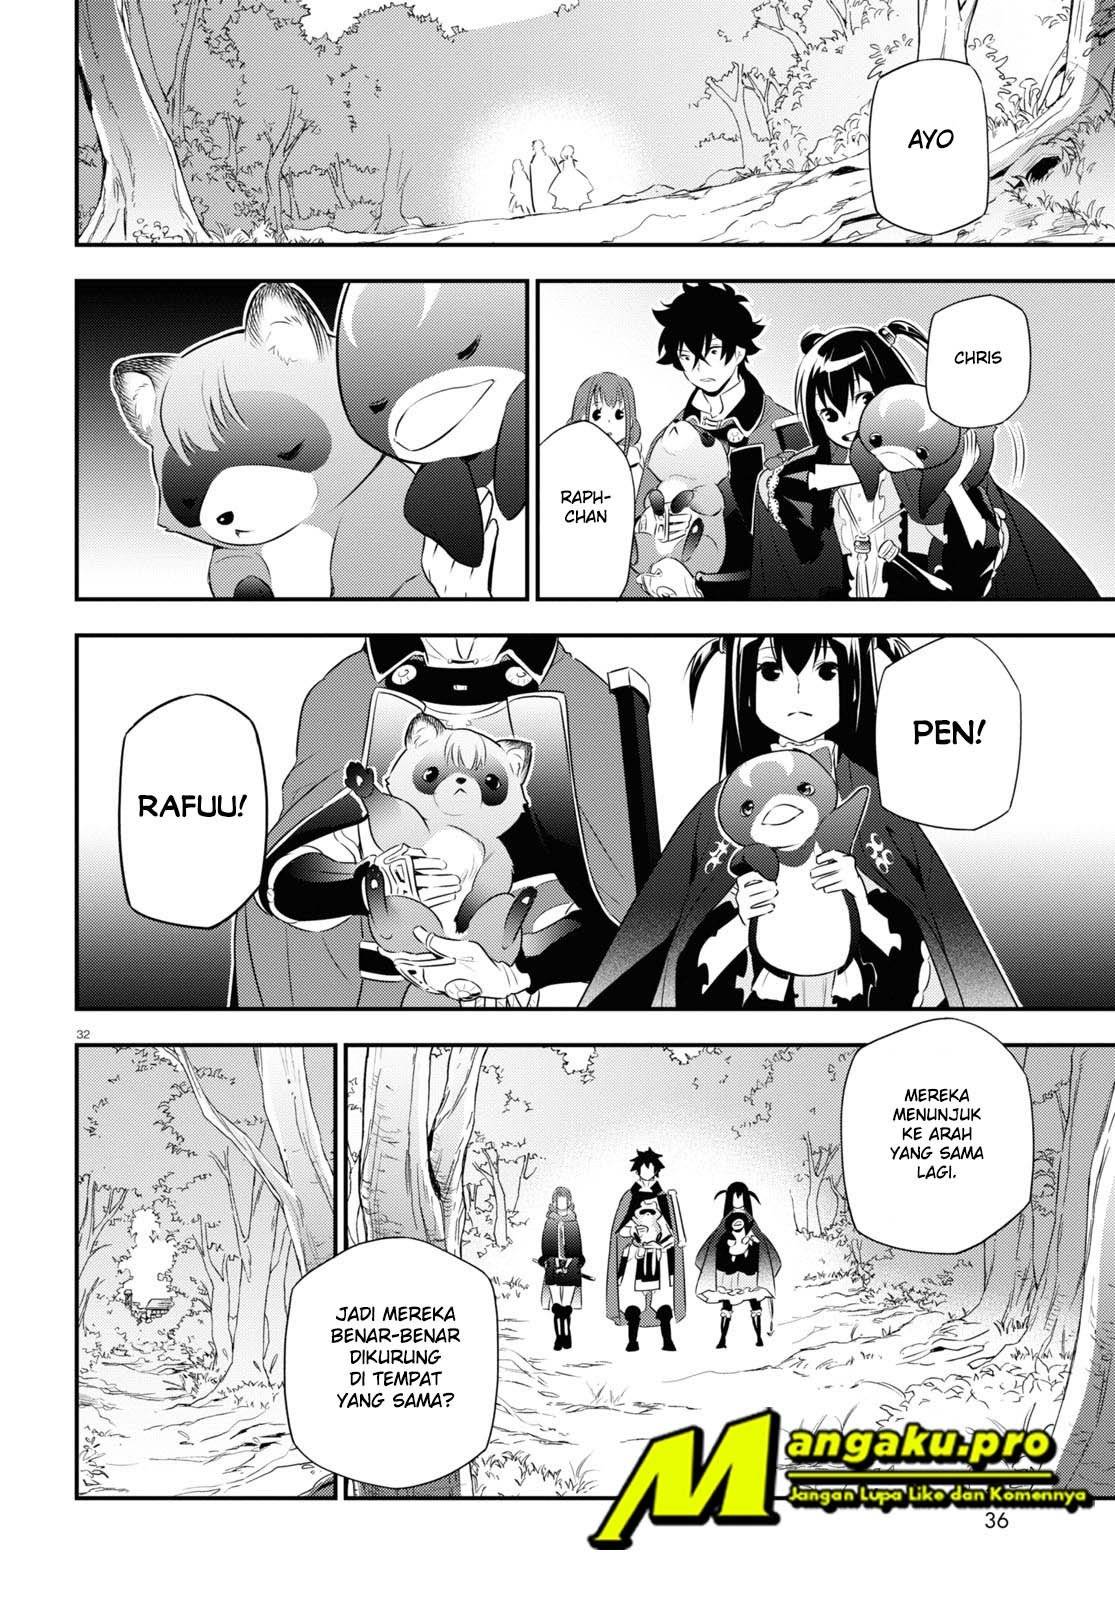 AYO
CHRIS
RAPH-
CHAN
PEN!
RAFUU!
32
MEREKA
MENUNJUK
KE ARAH
YANG SAMA
LAGI.
JADI MEREKA
BENAR-BENAR
DIKURUNG
DI TEMPAT
YANG SAMA?
Mangaku.pro
Jangan Lupa Like dan Komennya
36